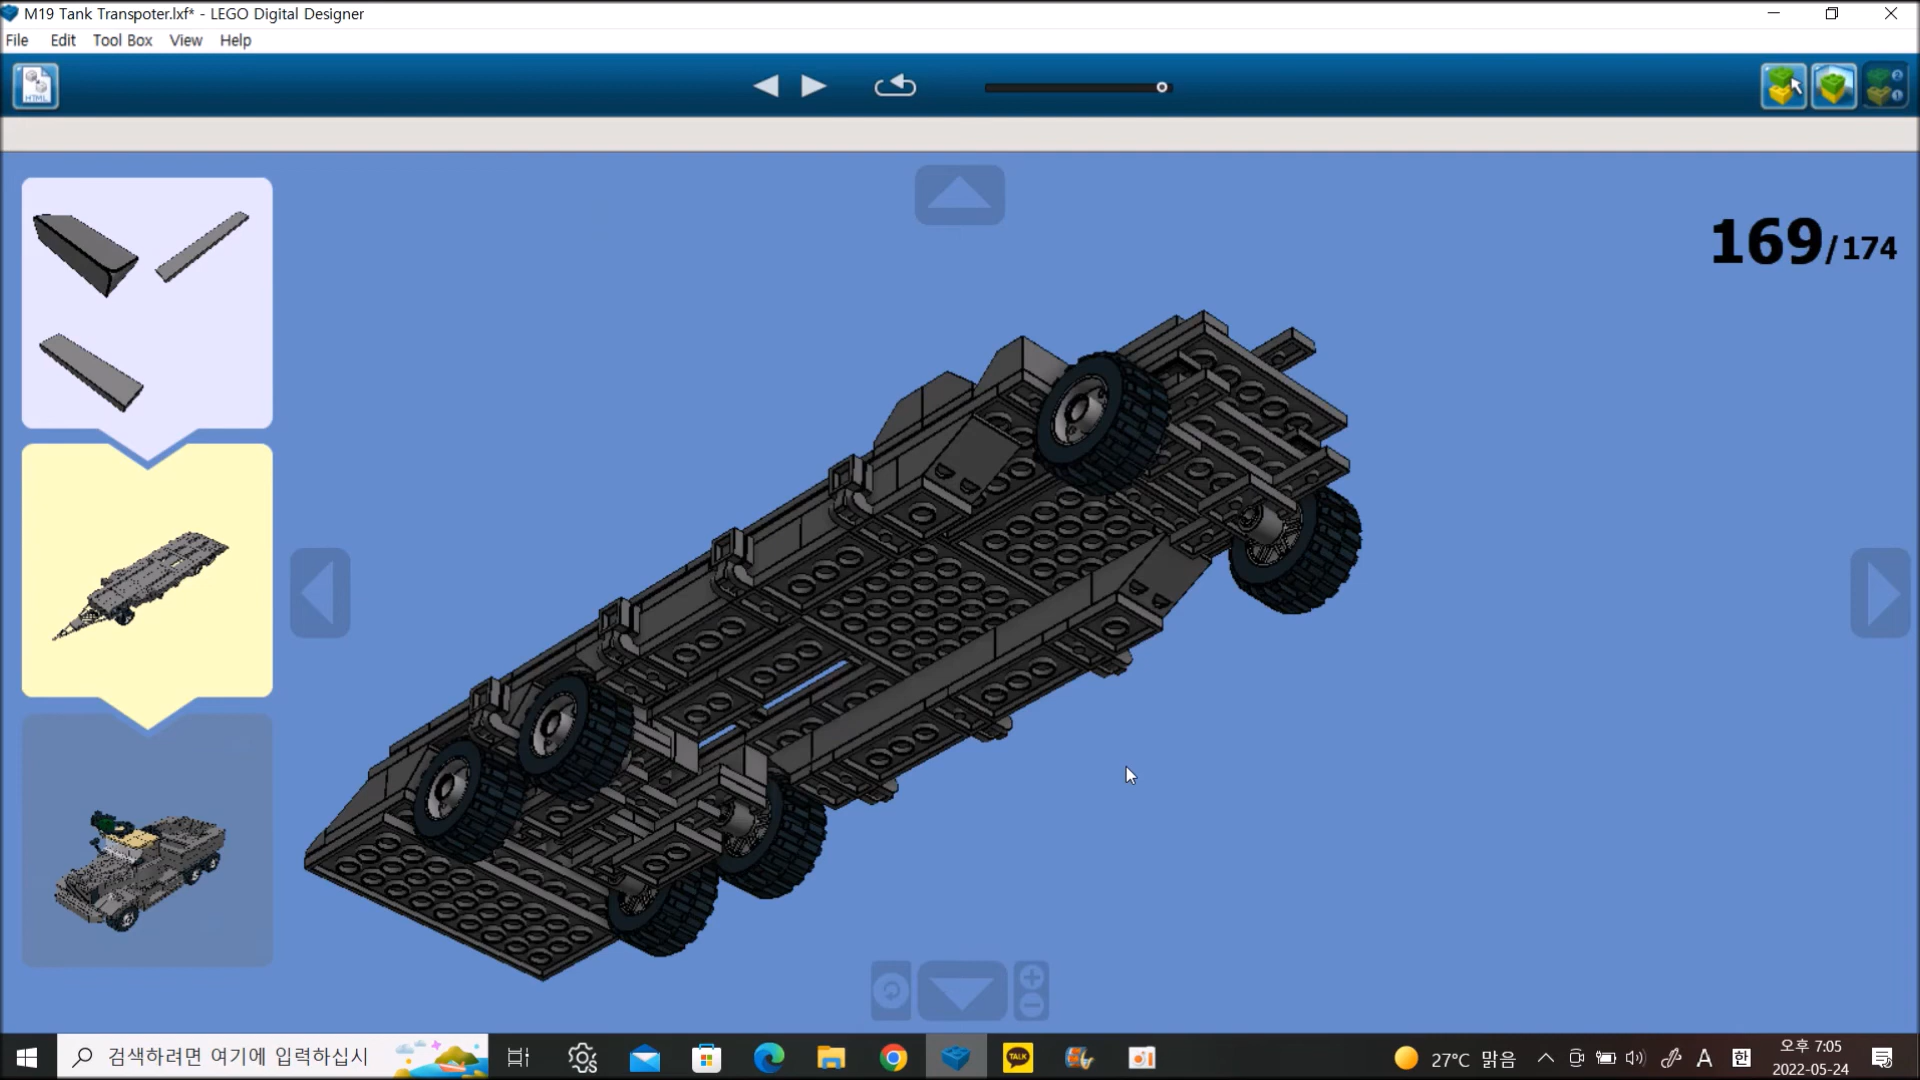 M19 Tank Transpoter.lxf* - LEGO Digital Designer
File Edit Tool Box View Help
HTML
169/174
검색하려면 여기에 입력하십시
TALK
27°C 맑음
A
한
오후 7:05
2022-05-24